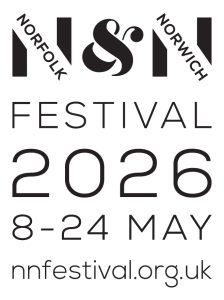 NORFOLK N&N NORWICH
FESTIVAL
2026
8-24 MAY
nnfestival.org.uk